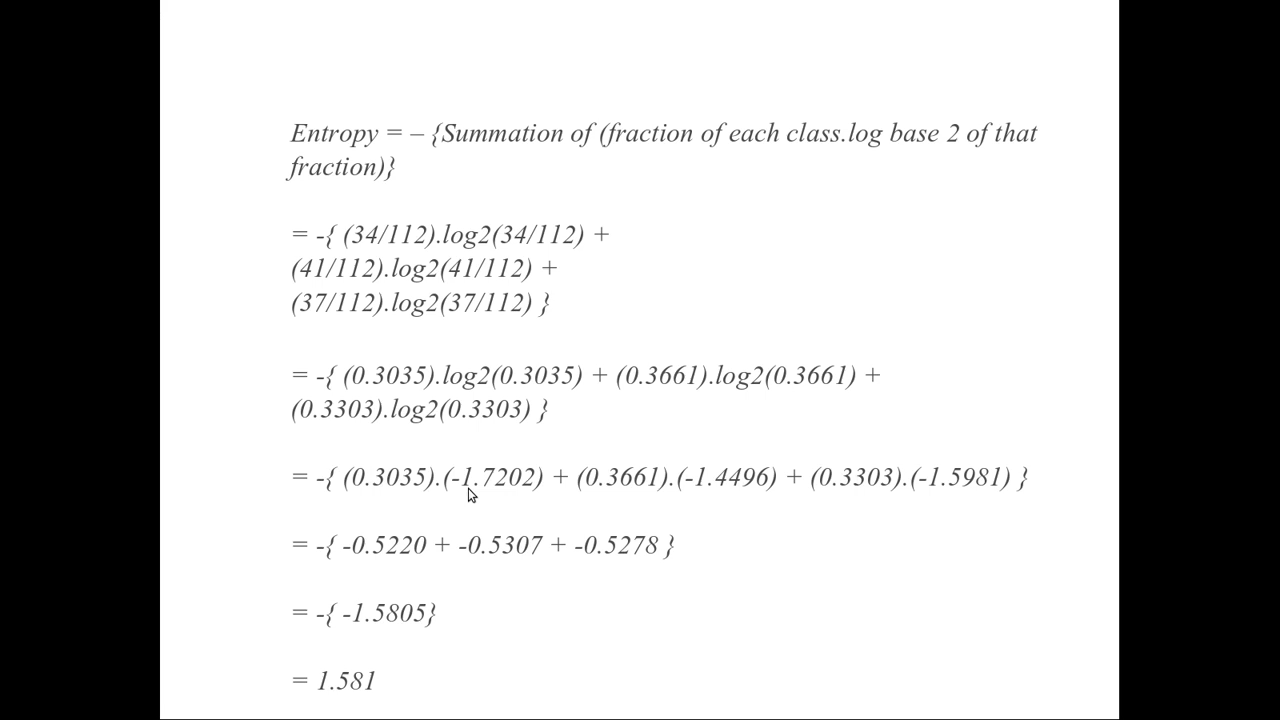 Entropy = – {Summation of (fraction of each class.log base 2 of that
fraction)}
= -{ (34/112).log2(34/112) +
(41/112).log2(41/112) +
(37/112).log2(37/112) }
= -{ (0.3035).log2(0.3035) + (0.3661).log2(0.3661) +
(0.3303).log2(0.3303) }
= -{ (0.3035).(-1.7202) + (0.3661).(-1.4496) + (0.3303).(-1.5981) }
= -{ -0.5220 + -0.5307 + -0.5278 }
= -{ -1.5805}
= 1.581